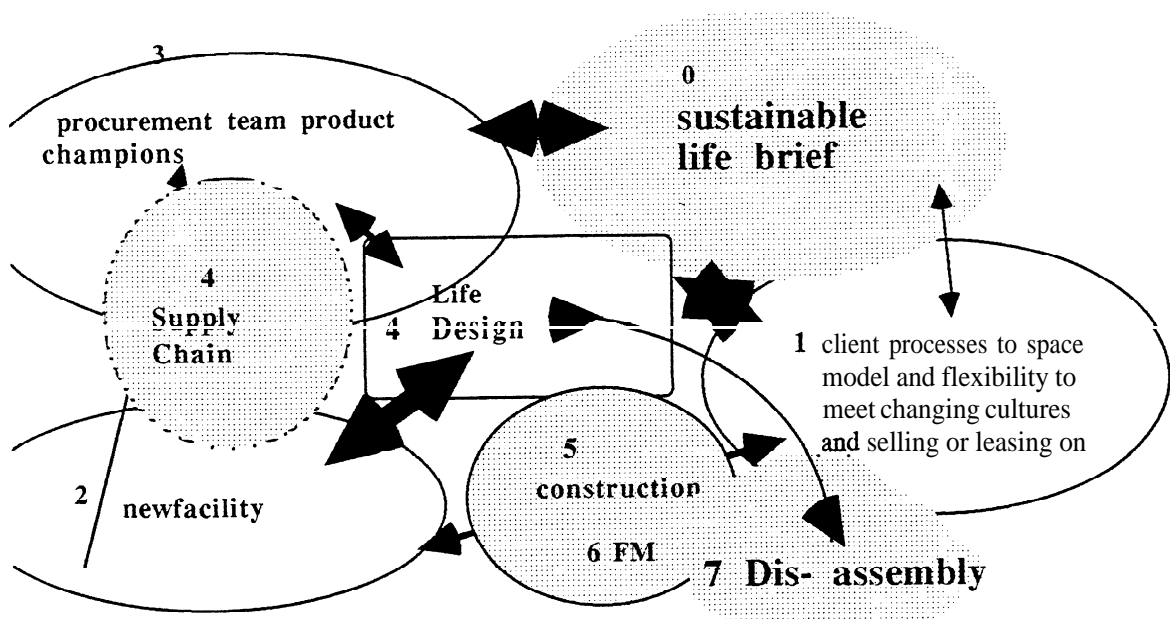 3
procurement team product
champions
0
sustainable
life brief
4
Supply
Chain
4
Life
Design
1 client processes to space
model and flexibility to
meet changing cultures
and selling or leasing on
2
newfacility
5
construction
6 FM
7 Dis- assembly